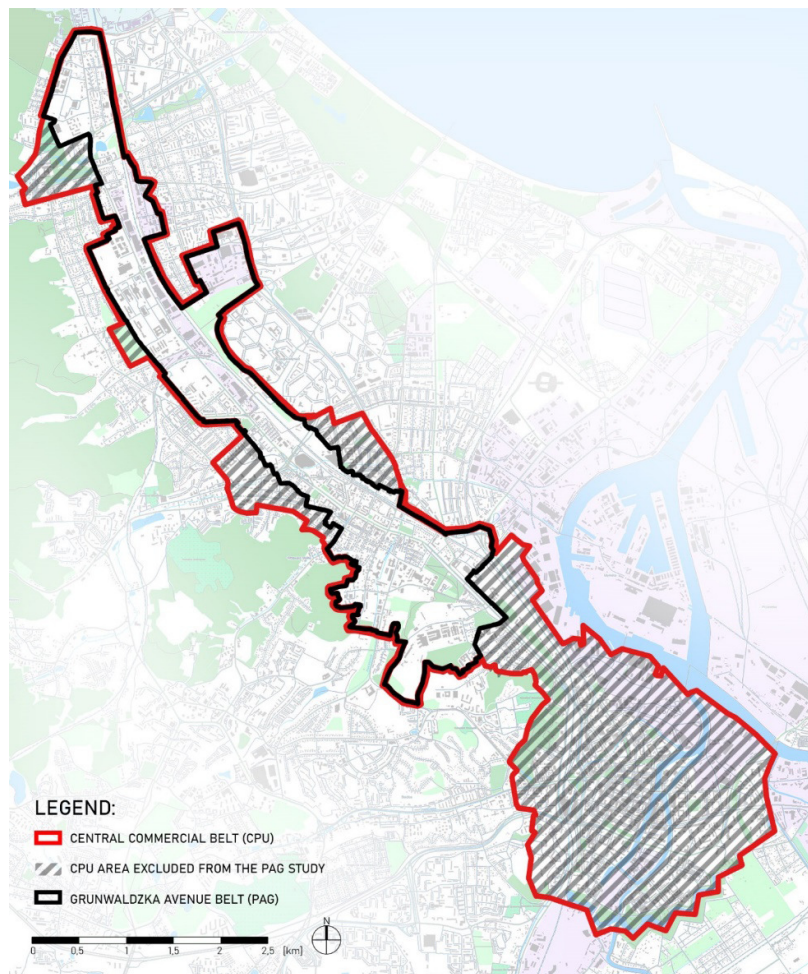 LEGEND:
CENTRAL COMMERCIAL BELT (CPU)
CPU AREA EXCLUDED FROM THE PAG STUDY
GRUNWALDZKA AVENUE BELT (PAG)
0 0,5 1 1,5 2 2,5 [km]
N